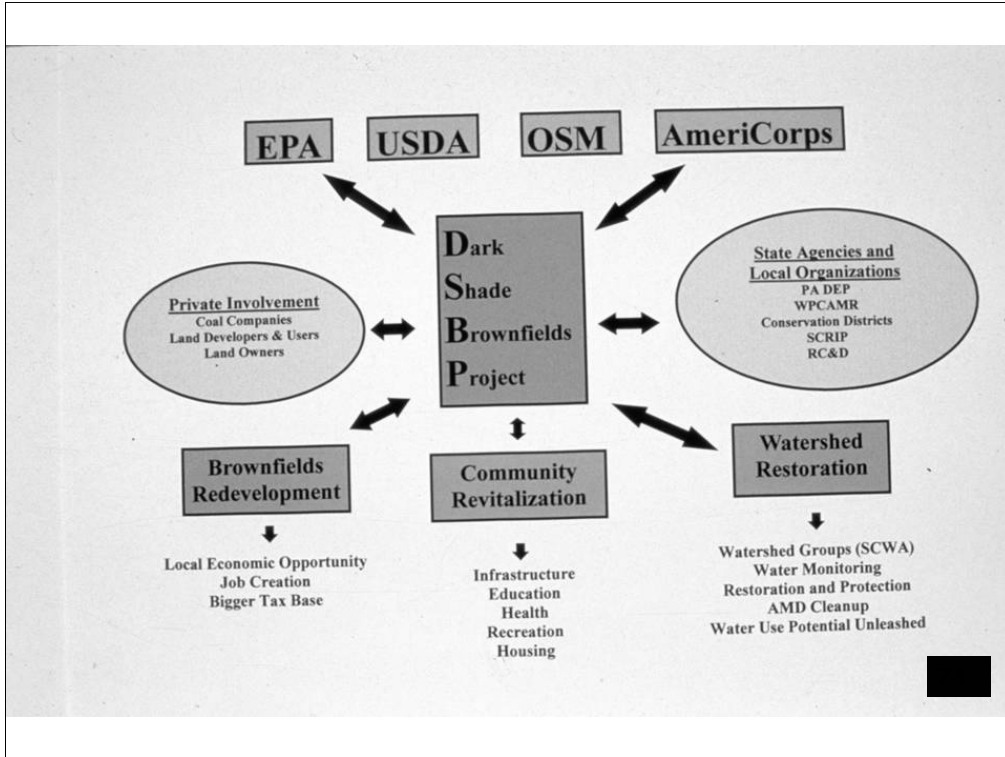 EPA
USDA
OSM
AmeriCorps
Dark
Shade
Brownfields
Project
Private Involvement
Coal Companies
Land Developers & Users
Land Owners
State Agencies and
Local Organizations
PA DEP
WPCAMR
Conservation Districts
SCRIP
RC&D
Brownfields
Redevelopment
Local Economic Opportunity
Job Creation
Bigger Tax Base
Community
Revitalization
Infrastructure
Education
Health
Recreation
Housing
Watershed
Restoration
Watershed Groups (SCWA)
Water Monitoring
Restoration and Protection
AMD Cleanup
Water Use Potential Unleashed